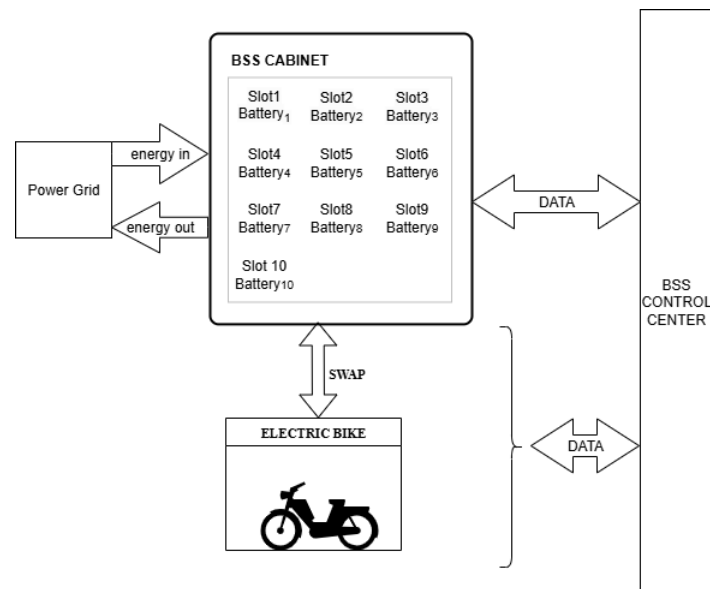 BSS CABINET
Slot1 Slot2 Slot3
Battery1 Battery2 Battery3
Slot4 Slot5 Slot6
Battery4 Battery5 Battery6
Slot7 Slot8 Slot9
Battery7 Battery8 Battery9
Slot 10
Battery10
energy in
Power Grid
energy out
DATA
BSS
CONTROL
CENTER
SWAP
ELECTRIC BIKE
DATA